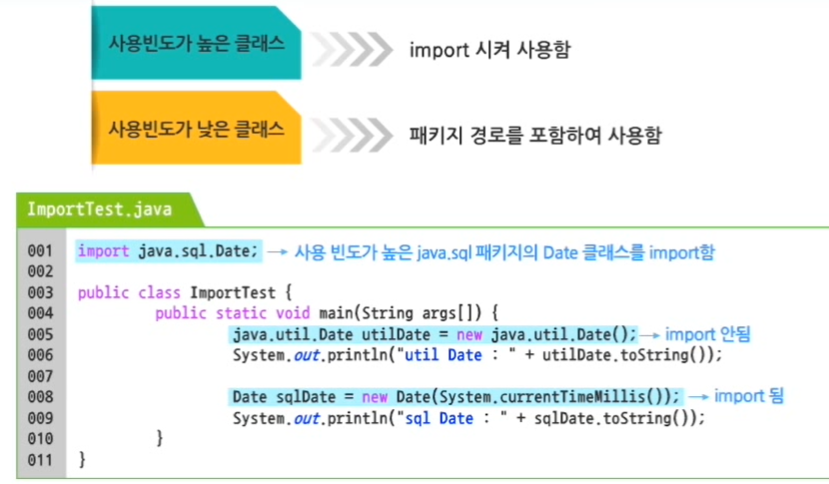 사용빈도가 높은 클래스
import 시켜 사용함
사용빈도가 낮은 클래스
패키지 경로를 포함하여 사용함
ImportTest.java
001 import java.sql.Date; → 사용 빈도가 높은 java.sql 패키지의 Date 클래스를 import함
002
003 public class ImportTest {
004 public static void main(String args[]) {
005 java.util.Date utilDate = new java.util.Date(); → import 안됨
006 System.out.println("util Date : " + utilDate.toString());
007
008 Date sqlDate = new Date(System.currentTimeMillis()); → import 됨
009 System.out.println("sql Date : " + sqlDate.toString());
010 }
011 }